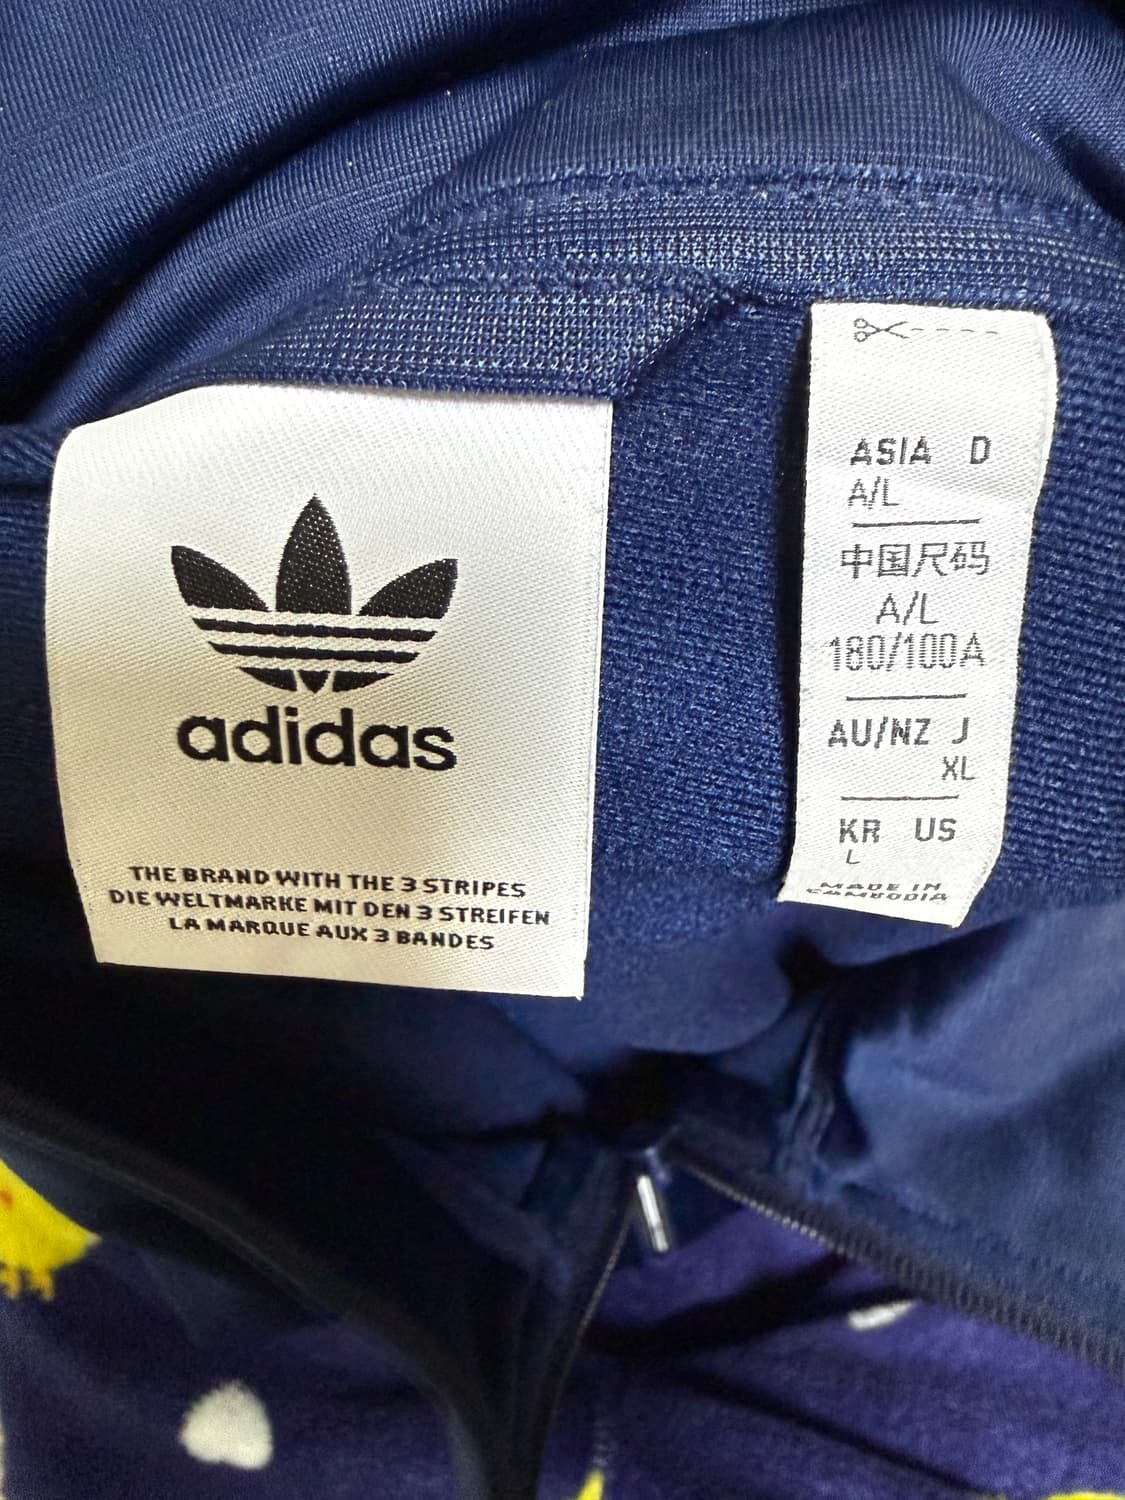 adidas
THE BRAND WITH THE 3 STRIPES
DIE WELTMARKE MIT DEN 3 STREIFEN
LA MARQUE AUX 3 BANDES
ASIA D
A/L
中国尺码
A/L
180/100A
AU/NZ J
XL
KR US
L
MADE IN
CAMBODIA